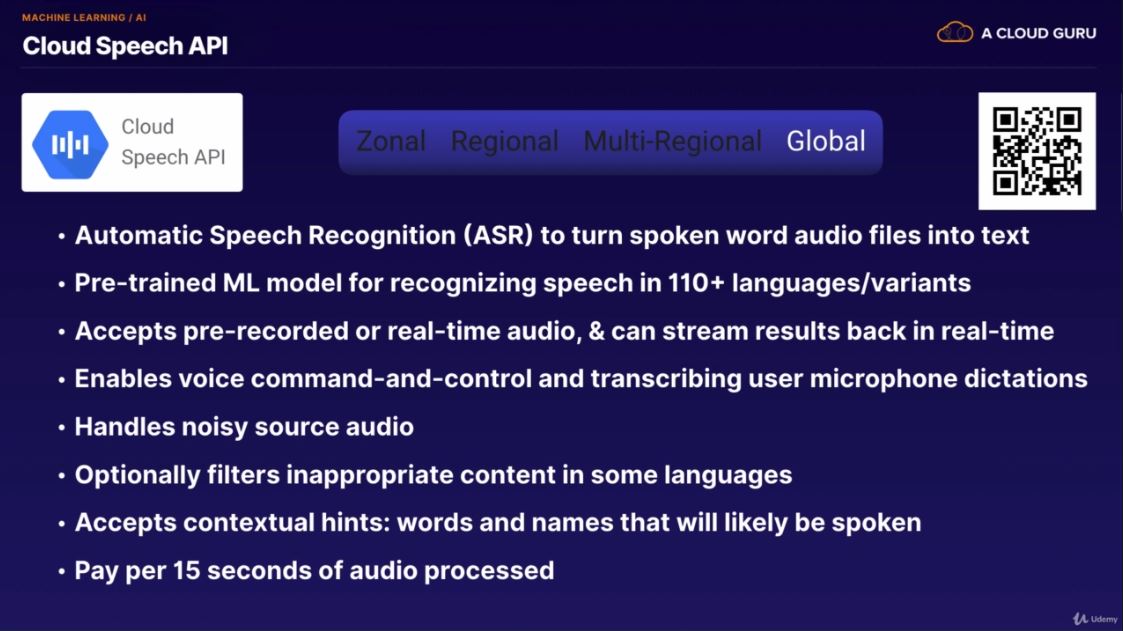 MACHINE LEARNING / AI
Cloud Speech API
A CLOUD GURU
Cloud
Speech API
Zonal Regional Multi-Regional Global
• Automatic Speech Recognition (ASR) to turn spoken word audio files into text
• Pre-trained ML model for recognizing speech in 110+ languages/variants
• Accepts pre-recorded or real-time audio, & can stream results back in real-time
• Enables voice command-and-control and transcribing user microphone dictations
• Handles noisy source audio
• Optionally filters inappropriate content in some languages
• Accepts contextual hints: words and names that will likely be spoken
• Pay per 15 seconds of audio processed
Udemy